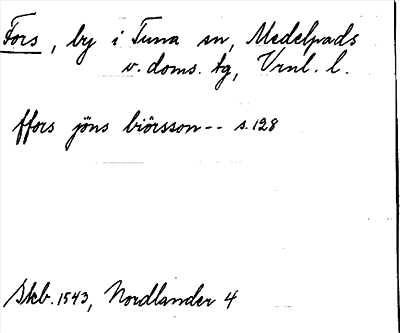 Fors, by i Tuna sn, Medelpads
v. doms. tg, Vrnl. l.
ffors jöns biörsson-- s. 128
Skb. 1543, Nordlander 4